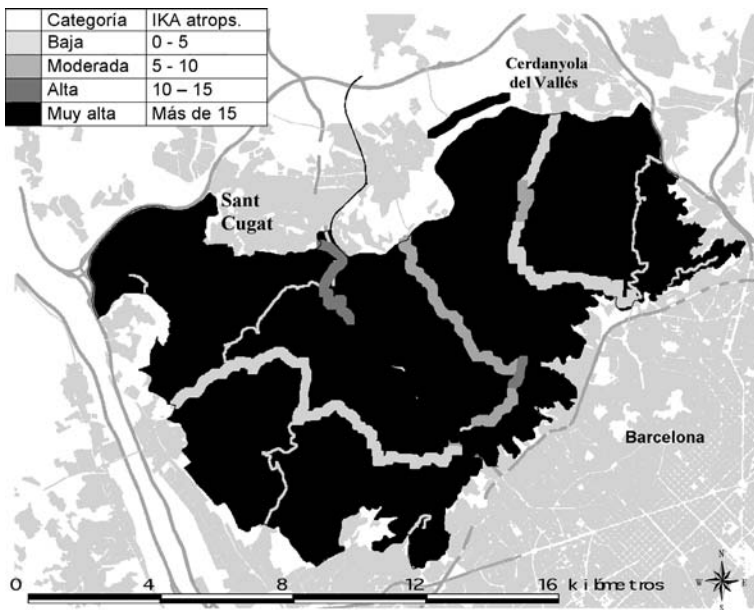 Categoría IKA atrops.
Baja 0 - 5
Moderada 5 - 10
Alta 10 – 15
Muy alta Más de 15
Cerdanyola
del Vallés
Sant
Cugat
Barcelona
N
W E
S
0 4 8 12 16 kilómetros